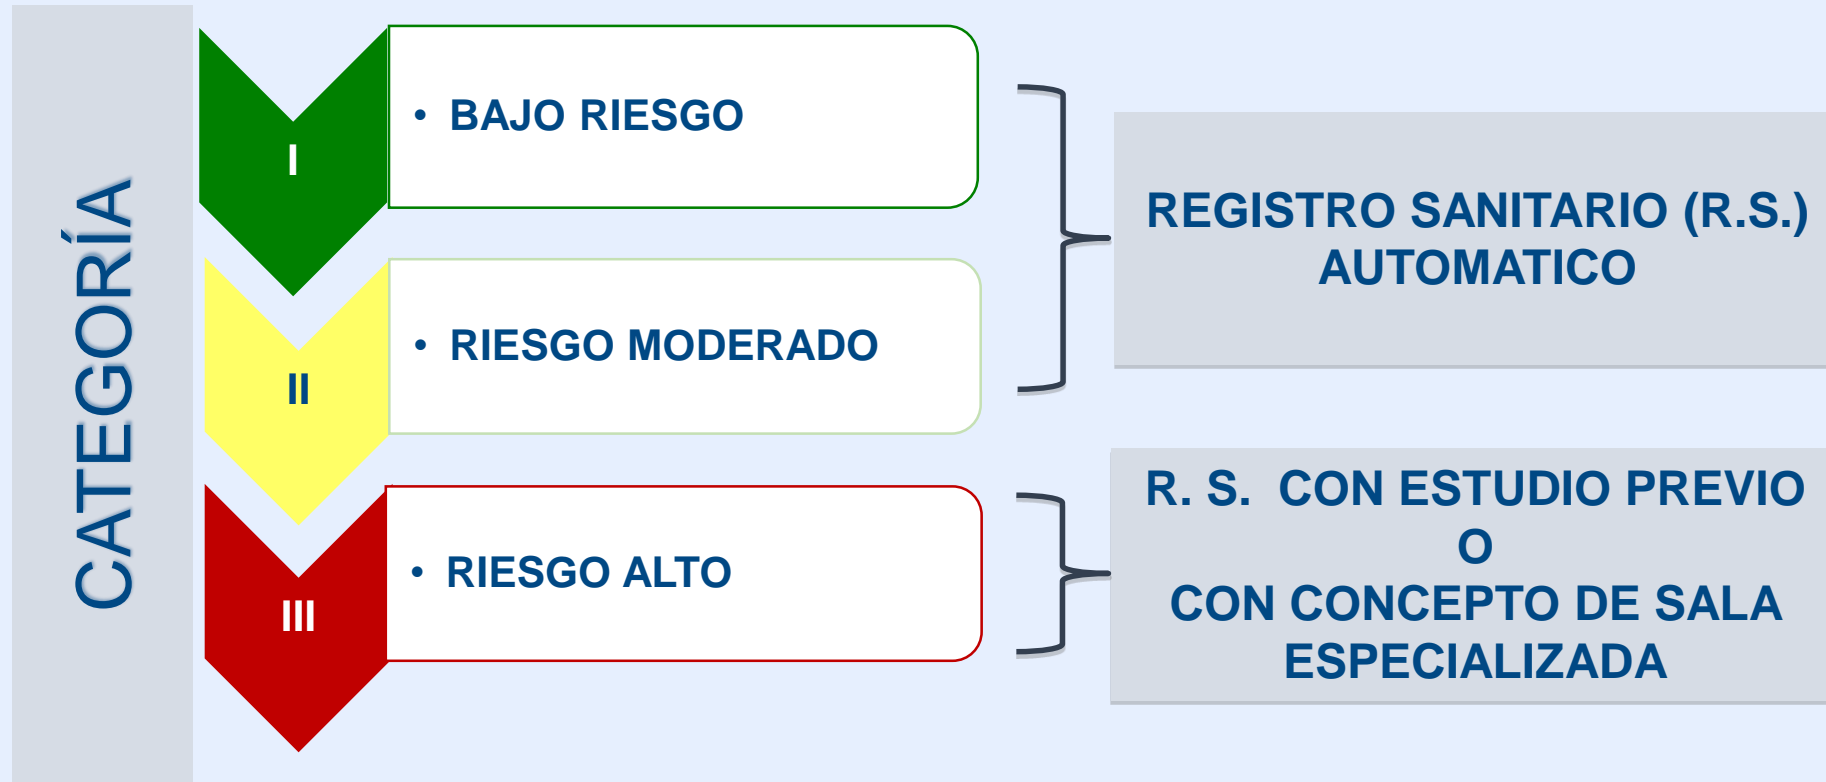 CATEGORÍA
I
• BAJO RIESGO
II
• RIESGO MODERADO
III
• RIESGO ALTO
REGISTRO SANITARIO (R.S.)
AUTOMATICO
R. S. CON ESTUDIO PREVIO
O
CON CONCEPTO DE SALA
ESPECIALIZADA